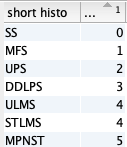 short histo ... 1
SS 0
MFS 1
UPS 2
DDLPS 3
ULMS 4
STLMS 4
MPNST 5